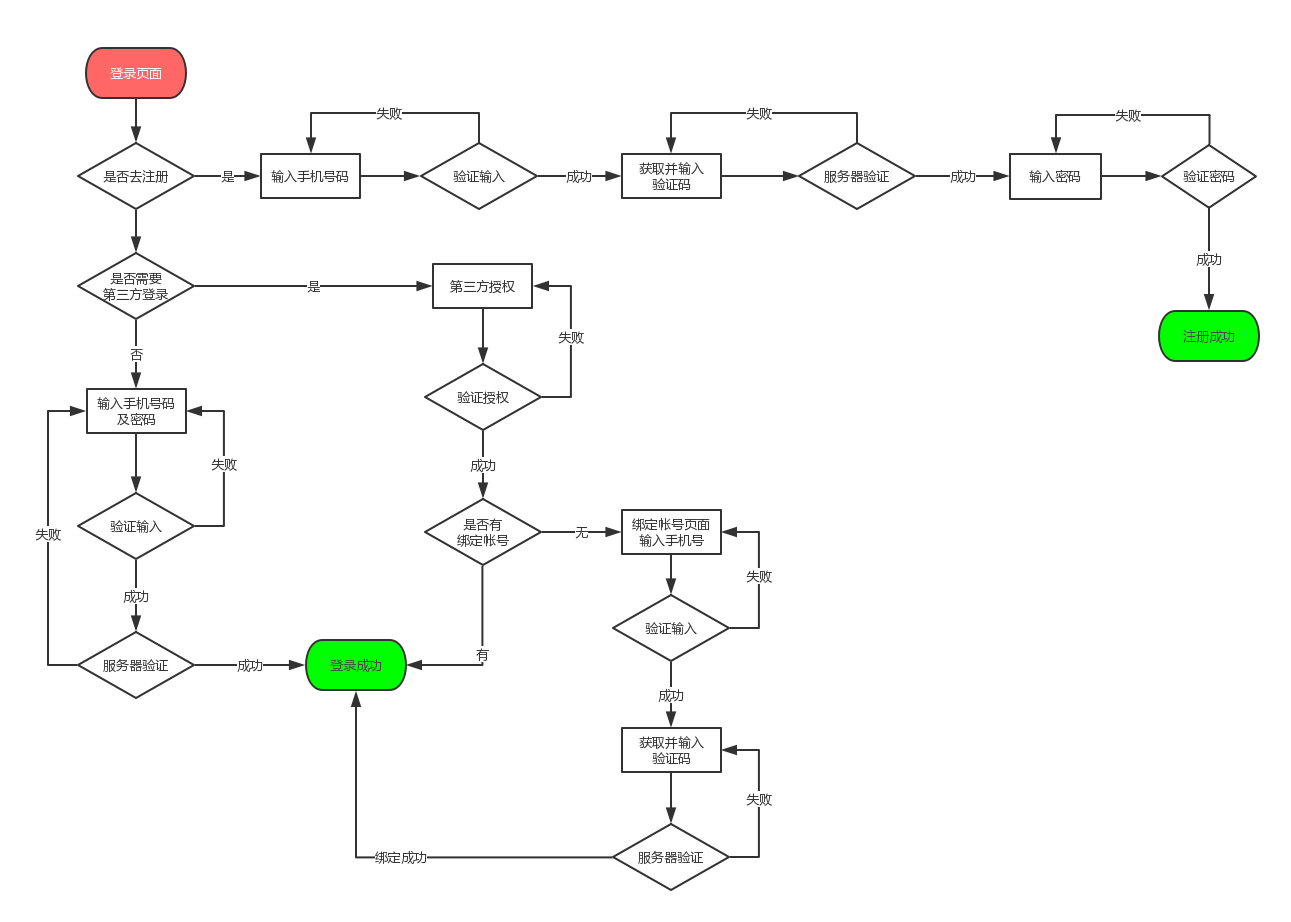 登录页面
失败
失败
失败
是否去注册
是
输入手机号码
验证输入
成功
获取并输入
验证码
服务器验证
成功
输入密码
验证密码
成功
注册成功
是否需要
第三方登录
是
第三方授权
失败
否
验证授权
输入手机号码
及密码
失败
成功
失败
验证输入
是否有
绑定帐号
无
绑定帐号页面
输入手机号
失败
成功
验证输入
服务器验证
成功
登录成功
有
成功
获取并输入
验证码
失败
绑定成功
服务器验证